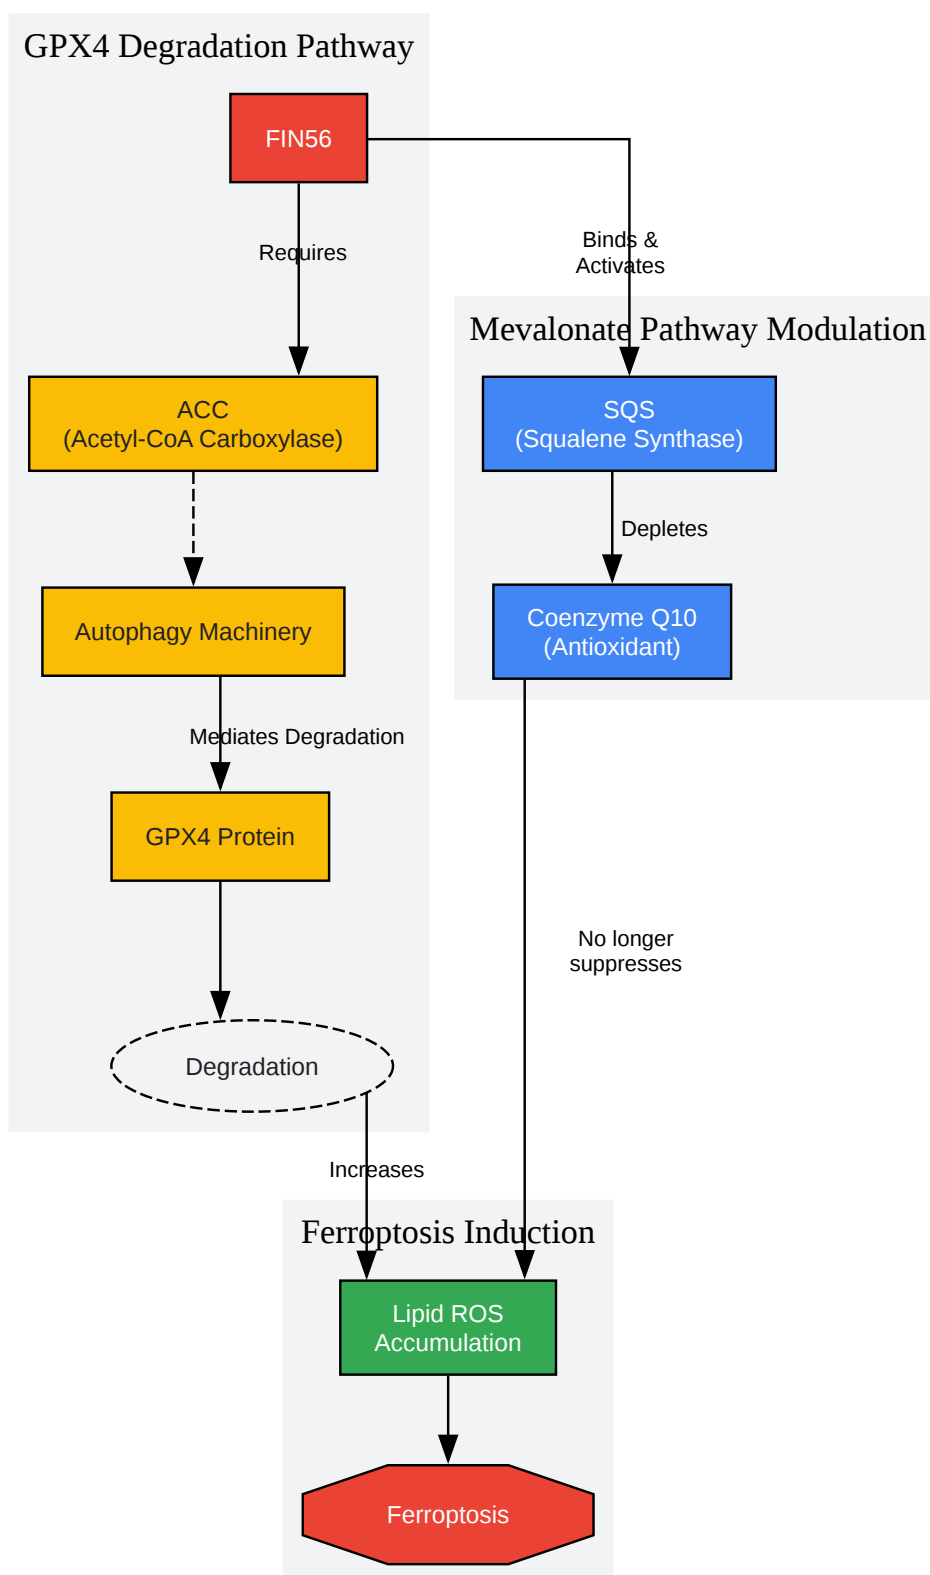 GPX4 Degradation Pathway
FIN56
Requires
Binds &
Activates
Mevalonate Pathway Modulation
ACC
(Acetyl-CoA Carboxylase)
SQS
(Squalene Synthase)
Depletes
Autophagy Machinery
Coenzyme Q10
(Antioxidant)
Mediates Degradation
GPX4 Protein
No longer
suppresses
Degradation
Increases
Ferroptosis Induction
Lipid ROS
Accumulation
Ferroptosis